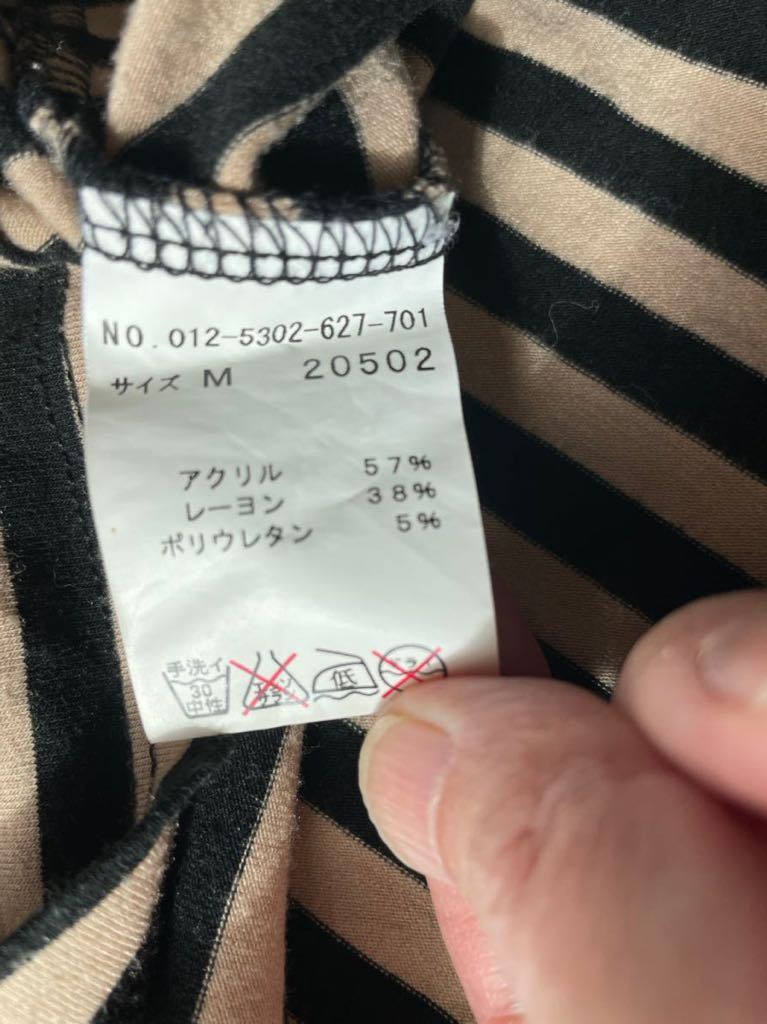 NO. 012-5302-627-701
サイズ M 20502
アクリル 57%
レーヨン 38%
ポリウレタン 5%
手洗イ
30
中性
低